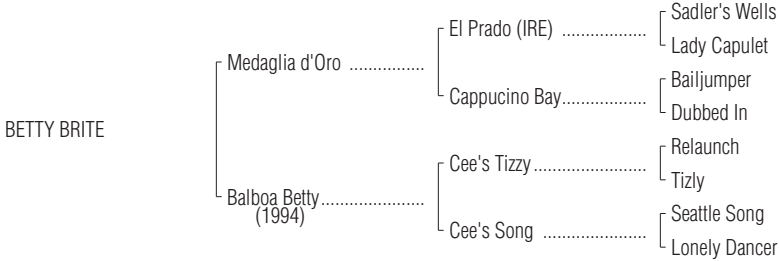 Sadler's Wells
El Prado (IRE) ..................
Lady Capulet
Medaglia d'Oro ................
Bailjumper
Cappucino Bay..................
Dubbed In
BETTY BRITE
Relaunch
Cee's Tizzy ........................
Tizly
Balboa Betty......................
(1994)
Seattle Song
Cee's Song ......................
Lonely Dancer